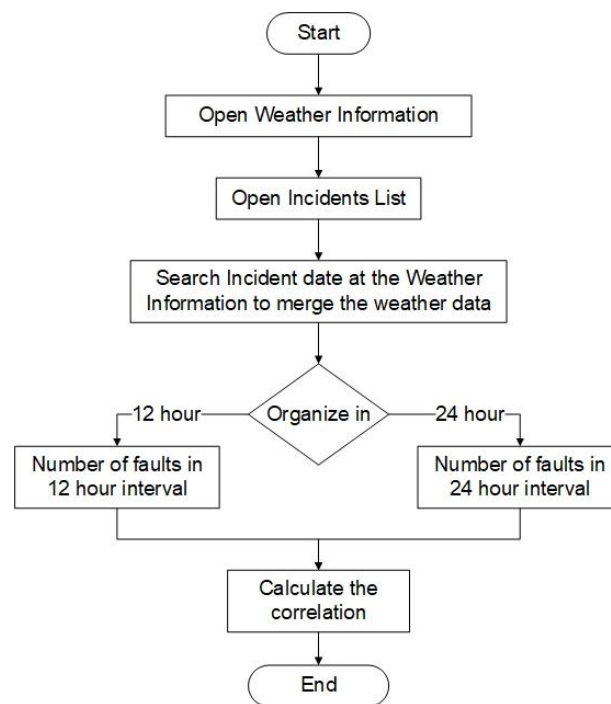 Start
Open Weather Information
Open Incidents List
Search Incident date at the Weather
Information to merge the weather data
12 hour
Organize in
24 hour
Number of faults in
12 hour interval
Number of faults in
24 hour interval
Calculate the
correlation
End